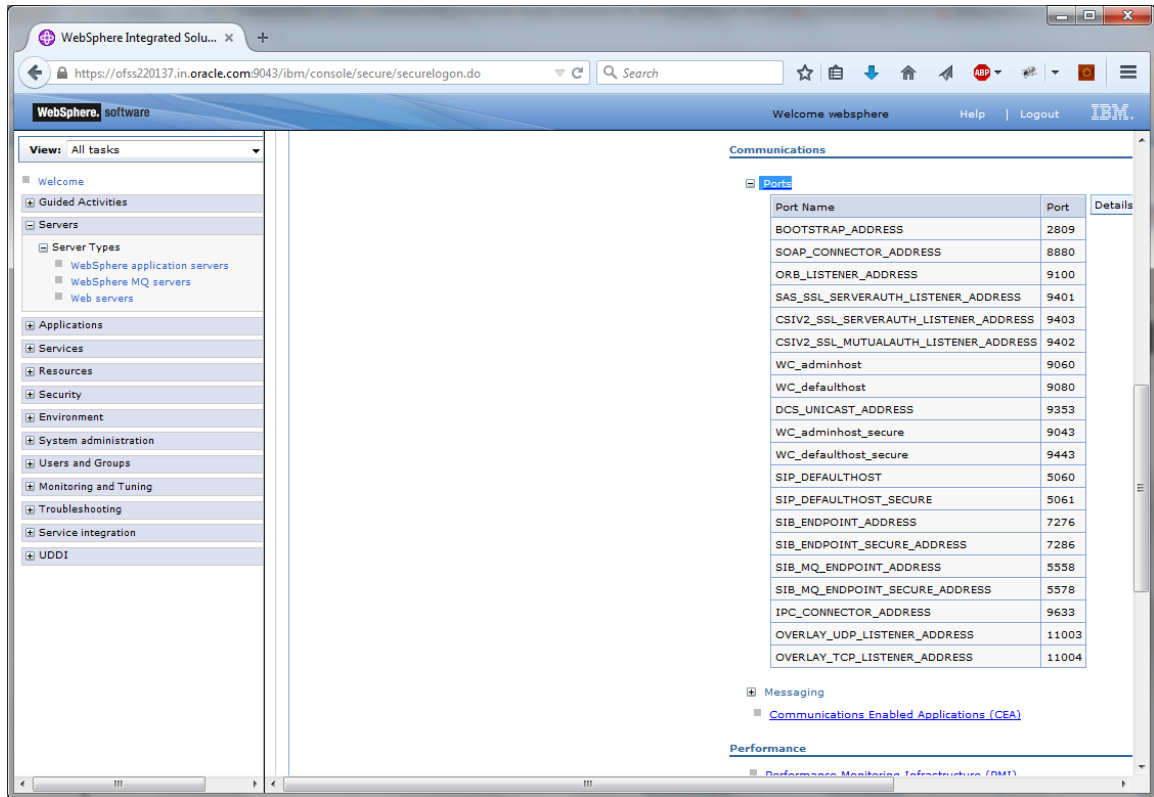 WebSphere Integrated Solu... × +
https://ofss220137.in.oracle.com:9043/ibm/console/secure/securelogon.do Search ABP
WebSphere. software Welcome websphere Help | Logout IBM.
View: All tasks
Welcome
Guided Activities
Servers
Server Types
WebSphere application servers
WebSphere MQ servers
Web servers
Applications
Services
Resources
Security
Environment
System administration
Users and Groups
Monitoring and Tuning
Troubleshooting
Service integration
UDDI
Communications
Ports
Port Name Port Details
BOOTSTRAP_ADDRESS 2809
SOAP_CONNECTOR_ADDRESS 8880
ORB_LISTENER_ADDRESS 9100
SAS_SSL_SERVERAUTH_LISTENER_ADDRESS 9401
CSIV2_SSL_SERVERAUTH_LISTENER_ADDRESS 9403
CSIV2_SSL_MUTUALAUTH_LISTENER_ADDRESS 9402
WC_adminhost 9060
WC_defaulthost 9080
DCS_UNICAST_ADDRESS 9353
WC_adminhost_secure 9043
WC_defaulthost_secure 9443
SIP_DEFAULTHOST 5060
SIP_DEFAULTHOST_SECURE 5061
SIB_ENDPOINT_ADDRESS 7276
SIB_ENDPOINT_SECURE_ADDRESS 7286
SIB_MQ_ENDPOINT_ADDRESS 5558
SIB_MQ_ENDPOINT_SECURE_ADDRESS 5578
IPC_CONNECTOR_ADDRESS 9633
OVERLAY_UDP_LISTENER_ADDRESS 11003
OVERLAY_TCP_LISTENER_ADDRESS 11004
Messaging
Communications Enabled Applications (CEA)
Performance
Performance Monitoring Infrastructure (PMI)